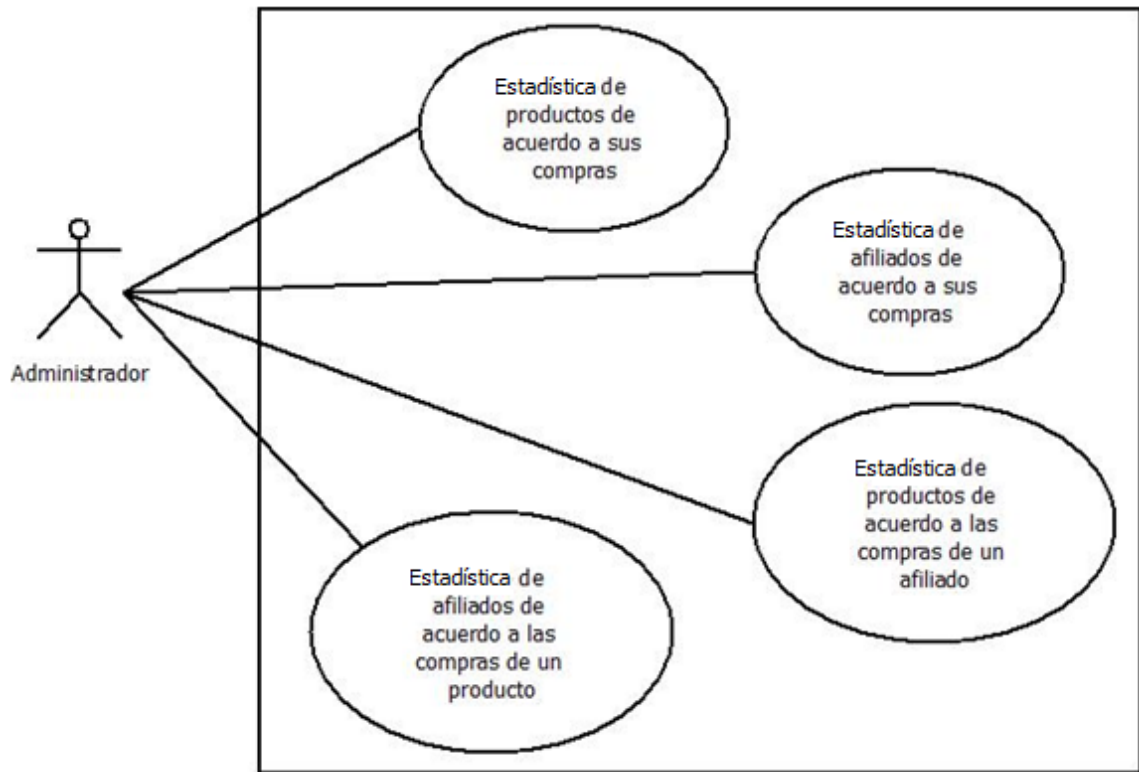 Estadística de
productos de
acuerdo a sus
compras
Estadística de
afiliados de
acuerdo a sus
compras
Administrador
Estadística de
productos de
acuerdo a las
compras de un
afiliado
Estadística de
afiliados de
acuerdo a las
compras de un
producto